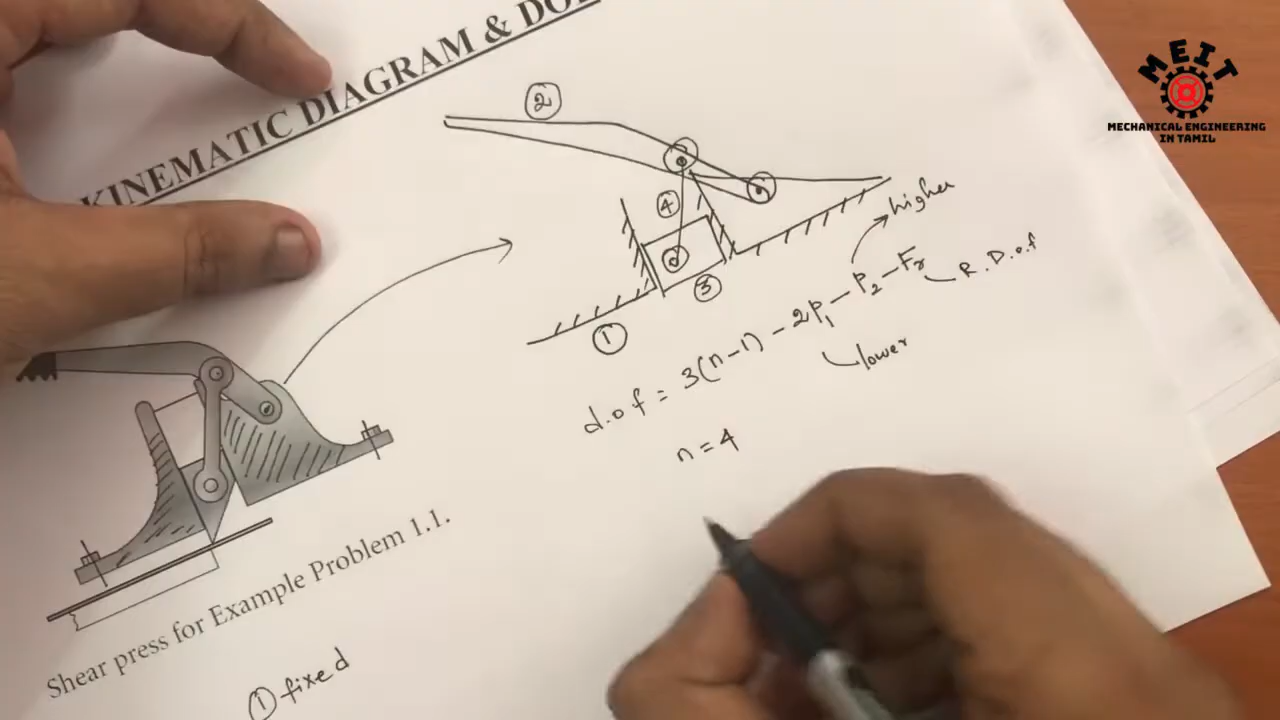 KINEMATIC DIAGRAM & DO
MEIT
MECHANICAL ENGINEERING
IN TAMIL
2
4
3
1
higher
d.o.f = 3(n-1) - 2P₁ - P₂ - Fr
R.D.o.f
lower
n = 4
Shear press for Example Problem 1.1.
① fixed